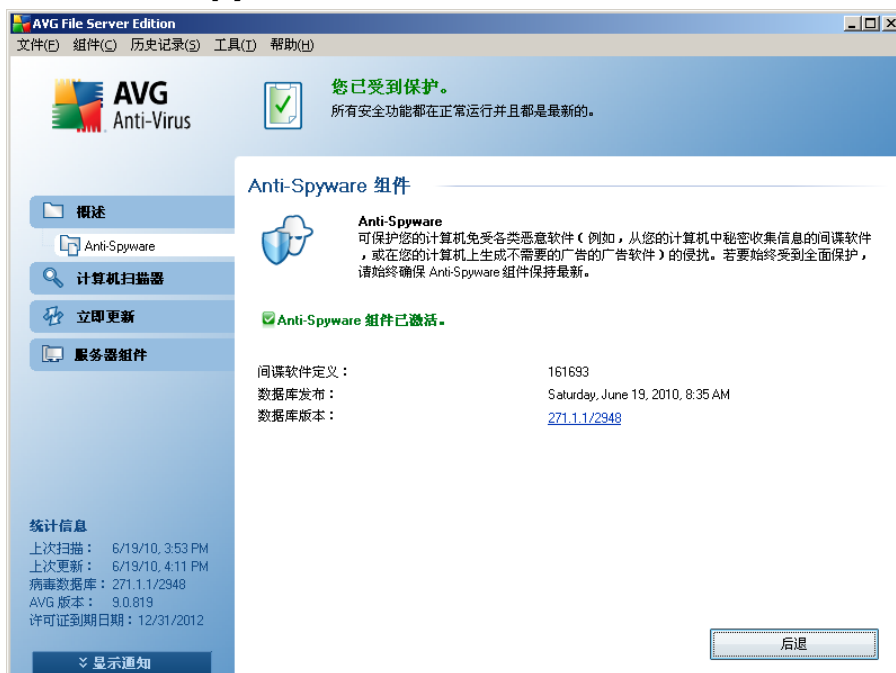 AVG File Server Edition
文件(F) 组件(C) 历史记录(S) 工具(T) 帮助(H)
AVG
Anti-Virus
您已受到保护。
所有安全功能都在正常运行并且都是最新的。
概述
Anti-Spyware
计算机扫描器
立即更新
服务器组件
Anti-Spyware 组件
Anti-Spyware
可保护您的计算机免受各类恶意软件（例如，从您的计算机中秘密收集信息的间谍软件
，或在您的计算机上生成不需要的广告的广告软件）的侵扰。若要始终受到全面保护，
请始终确保 Anti-Spyware 组件保持最新。
Anti-Spyware 组件已激活。
间谍软件定义： 161693
数据库发布： Saturday, June 19, 2010, 8:35 AM
数据库版本： 271.1.1/2948
统计信息
上次扫描： 6/19/10, 3:53 PM
上次更新： 6/19/10, 4:11 PM
病毒数据库：271.1.1/2948
AVG 版本： 9.0.819
许可证到期日期：12/31/2012
显示通知
后退